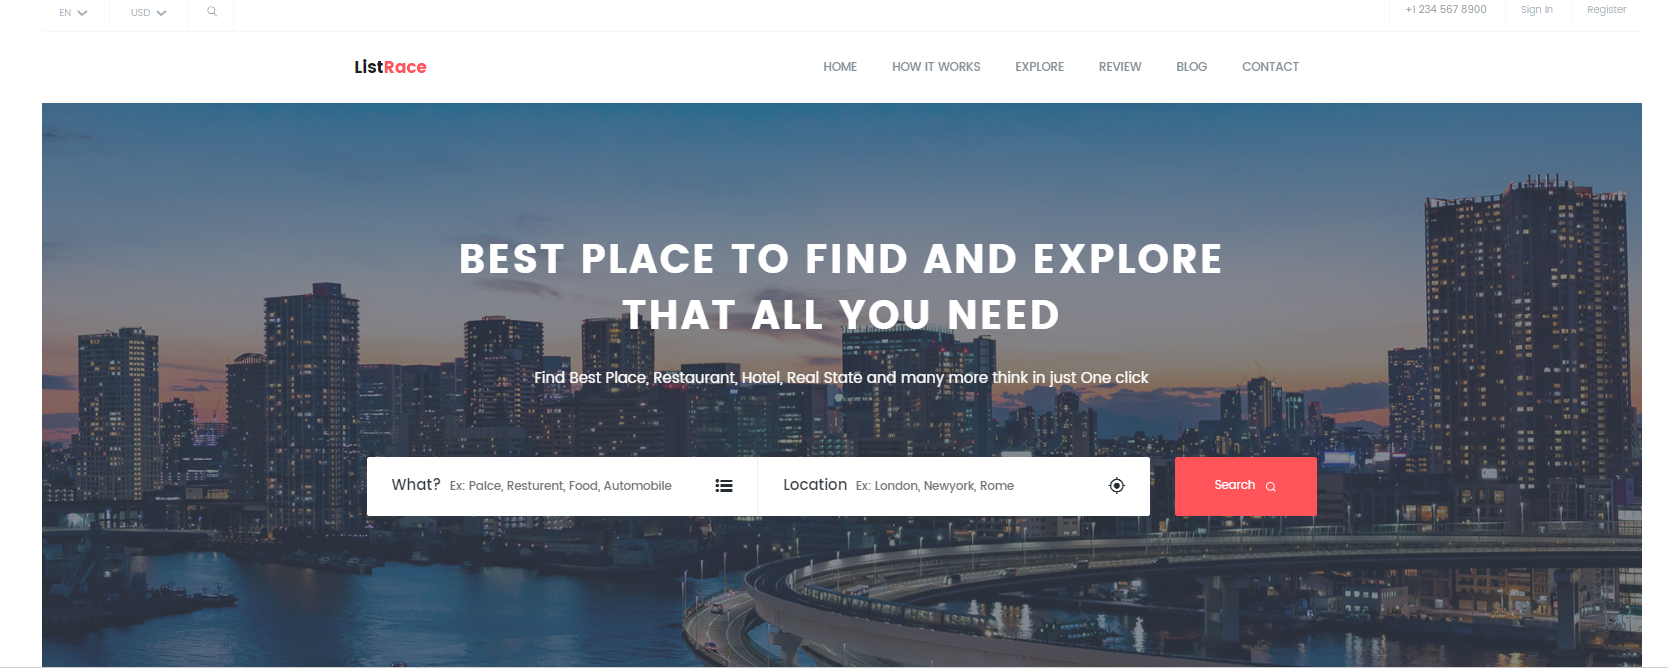 EN USD +1 234 567 8900 Sign In Register
ListRace HOME HOW IT WORKS EXPLORE REVIEW BLOG CONTACT
BEST PLACE TO FIND AND EXPLORE
THAT ALL YOU NEED
Find Best Place, Restaurant, Hotel, Real State and many more think in just One click
What? Ex: Palce, Resturent, Food, Automobile Location Ex: London, Newyork, Rome Search